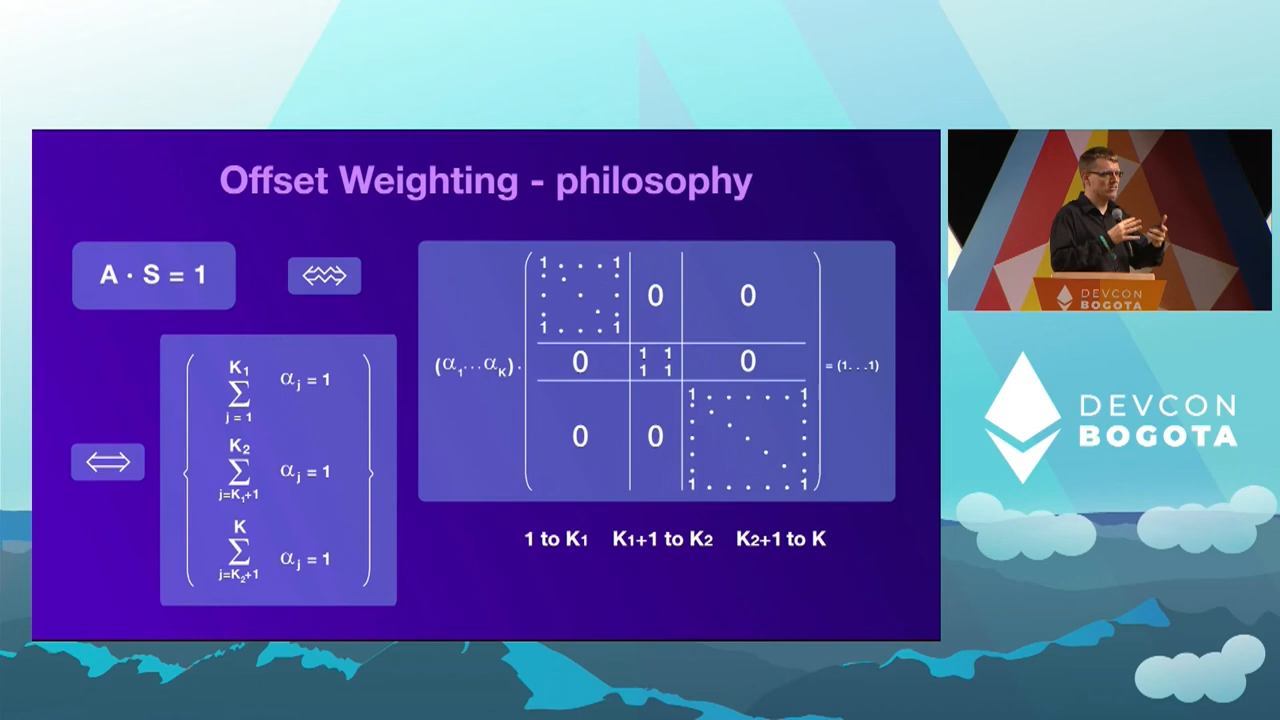 Offset Weighting - philosophy
A · S = 1
(α₁...α_K) ·
1 . . . . 1
1 . . . 1
0
0
0
1 1
1 1
0
0
0
1 . . . . . 1
1 . . . . . 1
= (1. . .1)
K₁
∑ αⱼ = 1
j = 1
K₂
∑ αⱼ = 1
j=K₁+1
K
∑ αⱼ = 1
j=K₂+1
1 to K₁ K₁+1 to K₂ K₂+1 to K
DEVCON
BOGOTA
DEVCON
BOGOTA